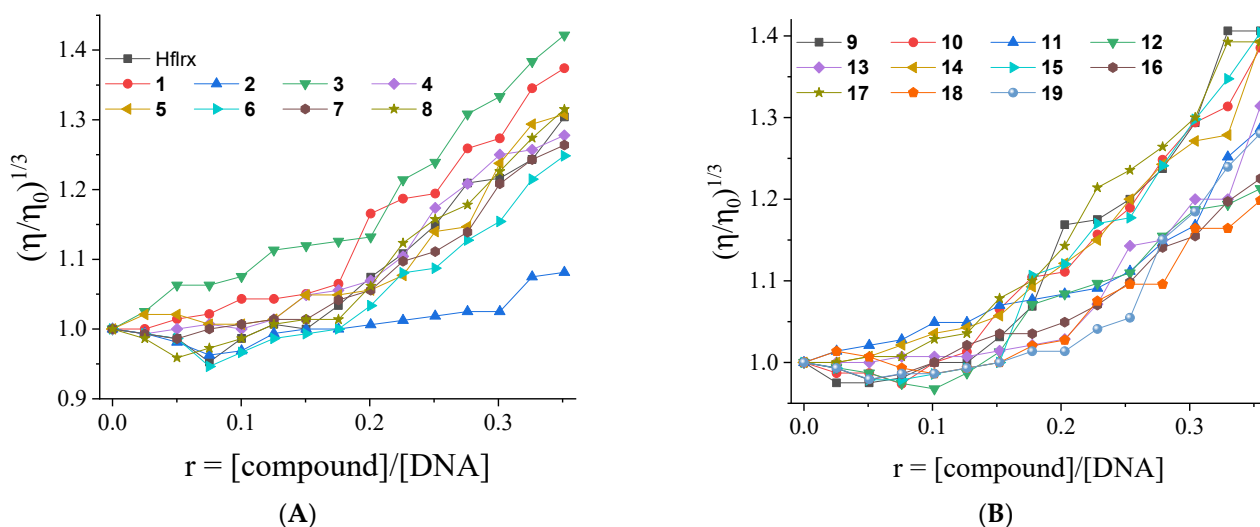 1.4
1.3
1.2
1.1
1.0
0.9
(η/η₀)^1/3
Hflrx
1 2 3 4
5 6 7 8
0.0 0.1 0.2 0.3
r = [compound]/[DNA]
(A)
1.4
1.3
1.2
1.1
1.0
(η/η₀)^1/3
9 10 11 12
13 14 15 16
17 18 19
0.0 0.1 0.2 0.3
r = [compound]/[DNA]
(B)